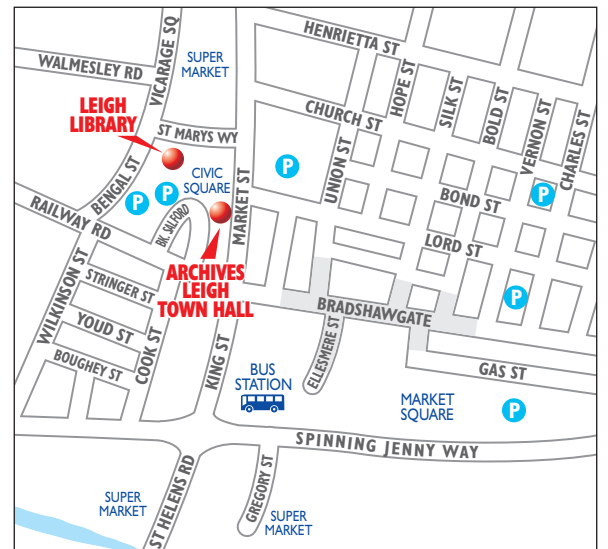 HENRIETTA ST
VICARAGE SQ
SUPER
MARKET
WALMESLEY RD
HOPE ST
SILK ST
BOLD ST
VERNON ST
CHARLES ST
LEIGH
LIBRARY
CHURCH ST
ST MARYS WY
UNION ST
BENGAL ST
CIVIC
SQUARE
P
P
P
P
BOND ST
MARKET ST
RAILWAY RD
BK. SALFORD
LORD ST
ARCHIVES
LEIGH
TOWN HALL
WILKINSON ST
STRINGER ST
P
BRADSHAWGATE
YOUD ST
COOK ST
KING ST
ELLESMERE ST
BOUGHEY ST
BUS
STATION
GAS ST
MARKET
SQUARE
P
SPINNING JENNY WAY
ST HELENS RD
GREGORY ST
SUPER
MARKET
SUPER
MARKET